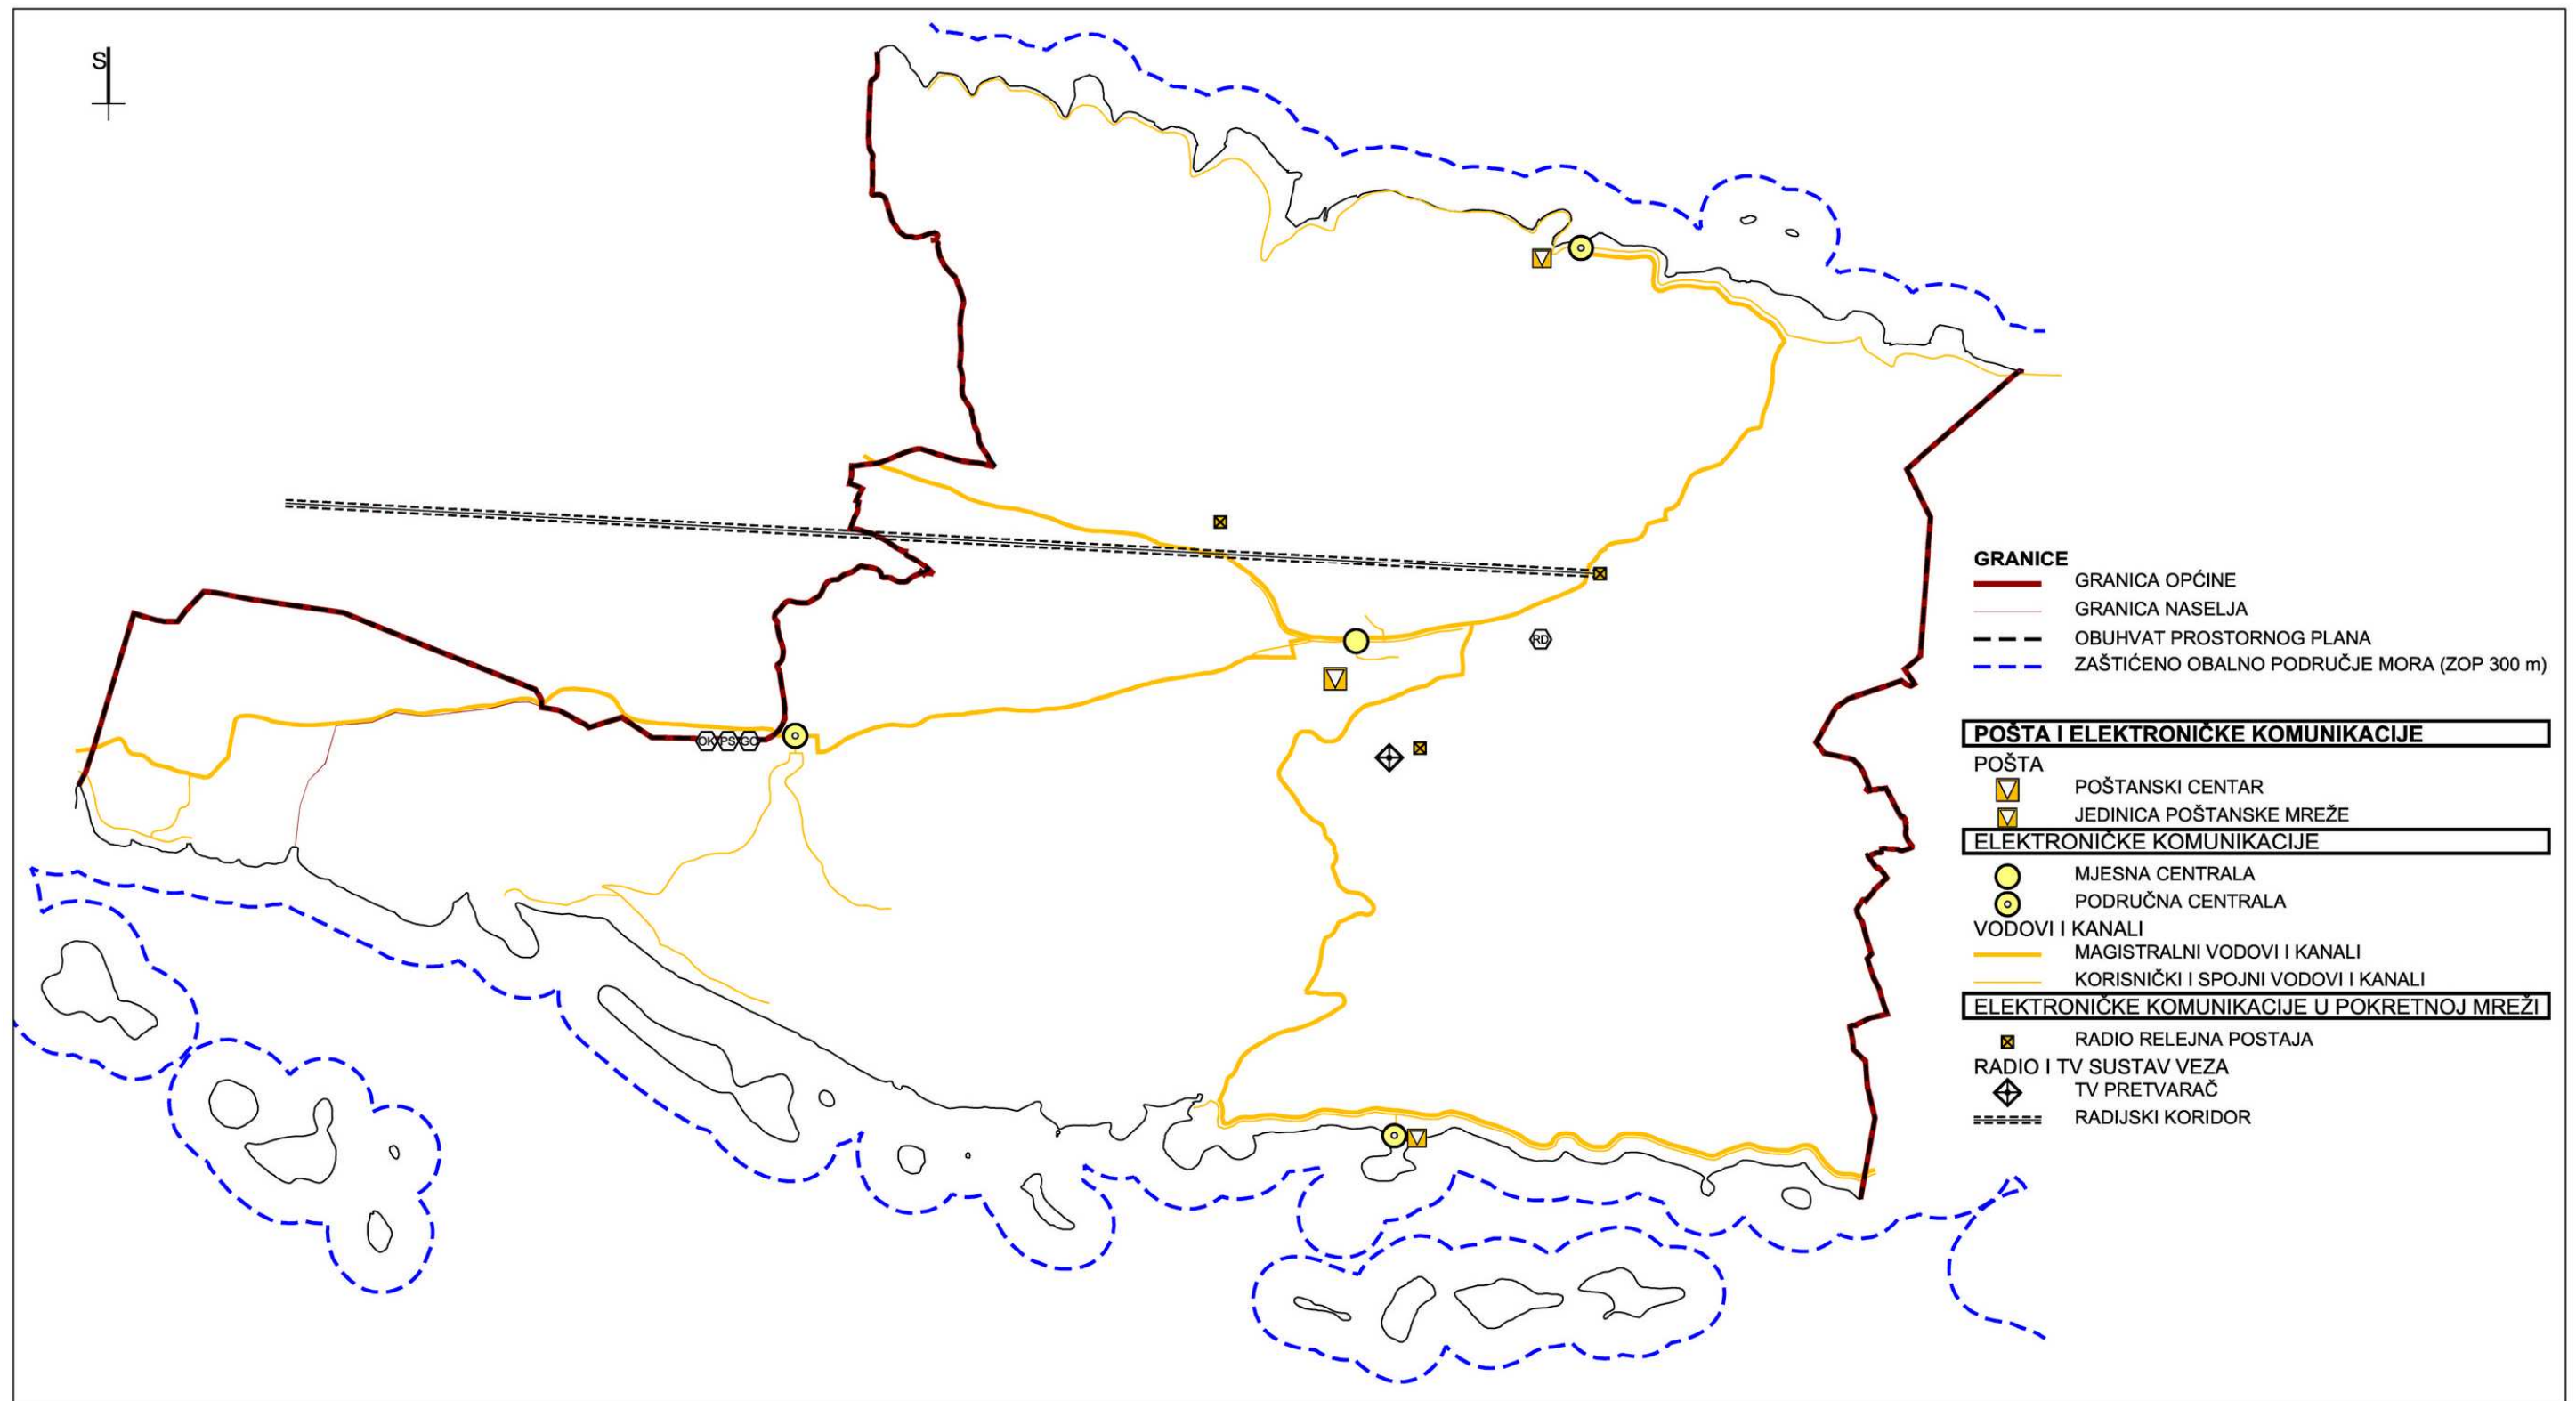 S
GRANICE
GRANICA OPĆINE
GRANICA NASELJA
OBUHVAT PROSTORNOG PLANA
ZAŠTIĆENO OBALNO PODRUČJE MORA (ZOP 300 m)
POŠTA I ELEKTRONIČKE KOMUNIKACIJE
POŠTA
POŠTANSKI CENTAR
JEDINICA POŠTANSKE MREŽE
ELEKTRONIČKE KOMUNIKACIJE
MJESNA CENTRALA
PODRUČNA CENTRALA
VODOVI I KANALI
MAGISTRALNI VODOVI I KANALI
KORISNIČKI I SPOJNI VODOVI I KANALI
ELEKTRONIČKE KOMUNIKACIJE U POKRETNOJ MREŽI
RADIO RELEJNA POSTAJA
RADIO I TV SUSTAV VEZA
TV PRETVARAČ
RADIJSKI KORIDOR
RD
OK PS GO